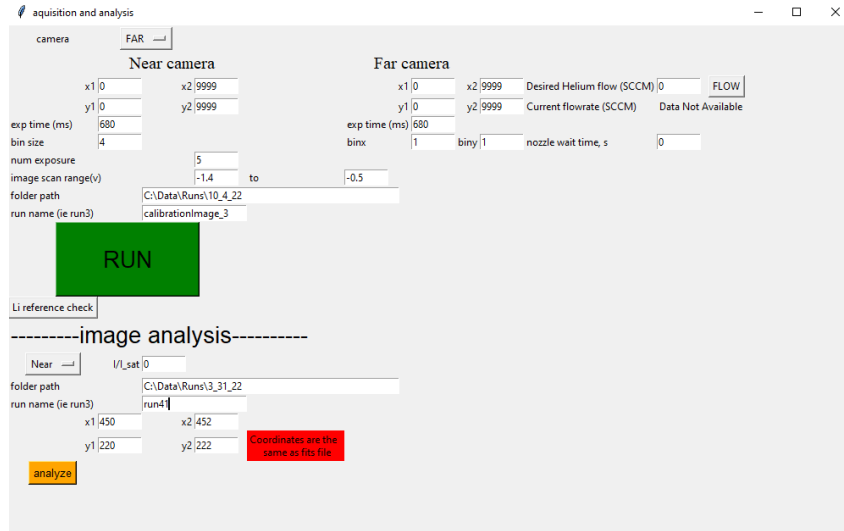 aquisition and analysis
camera FAR
Near camera Far camera
x1 0 x2 9999 x1 0 x2 9999 Desired Helium flow (SCCM) 0 FLOW
y1 0 y2 9999 y1 0 y2 9999 Current flowrate (SCCM) Data Not Available
exp time (ms) 680 exp time (ms) 680
bin size 4 binx 1 biny 1 nozzle wait time, s 0
num exposure 5
image scan range(v) -1.4 to -0.5
folder path C:\Data\Runs\10_4_22
run name (ie run3) calibrationImage_3
RUN
Li reference check
---------image analysis----------
Near I/I_sat 0
folder path C:\Data\Runs\3_31_22
run name (ie run3) run41
x1 450 x2 452
y1 220 y2 222 Coordinates are the
same as fits file
analyze